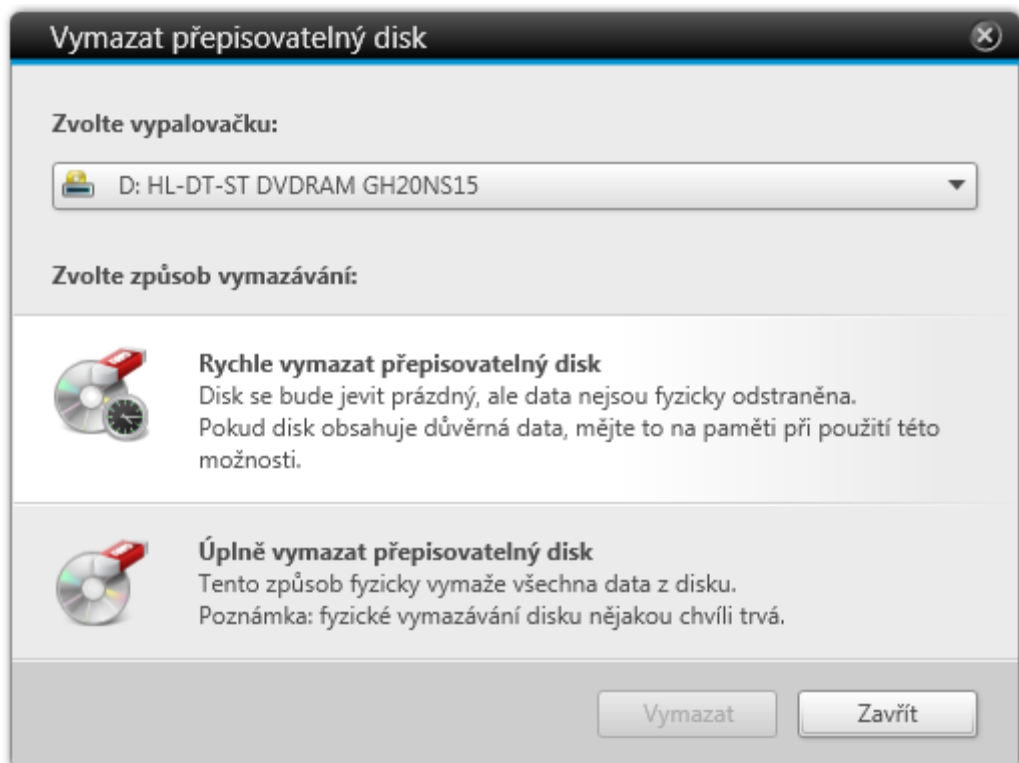 Vymazat přepisovatelný disk
Zvolte vypalovačku:
D: HL-DT-ST DVDRAM GH20NS15
Zvolte způsob vymazávání:
Rychle vymazat přepisovatelný disk
Disk se bude jevit prázdný, ale data nejsou fyzicky odstraněna.
Pokud disk obsahuje důvěrná data, mějte to na paměti při použití této
možnosti.
Úplně vymazat přepisovatelný disk
Tento způsob fyzicky vymaže všechna data z disku.
Poznámka: fyzické vymazávání disku nějakou chvíli trvá.
Vymazat
Zavřít